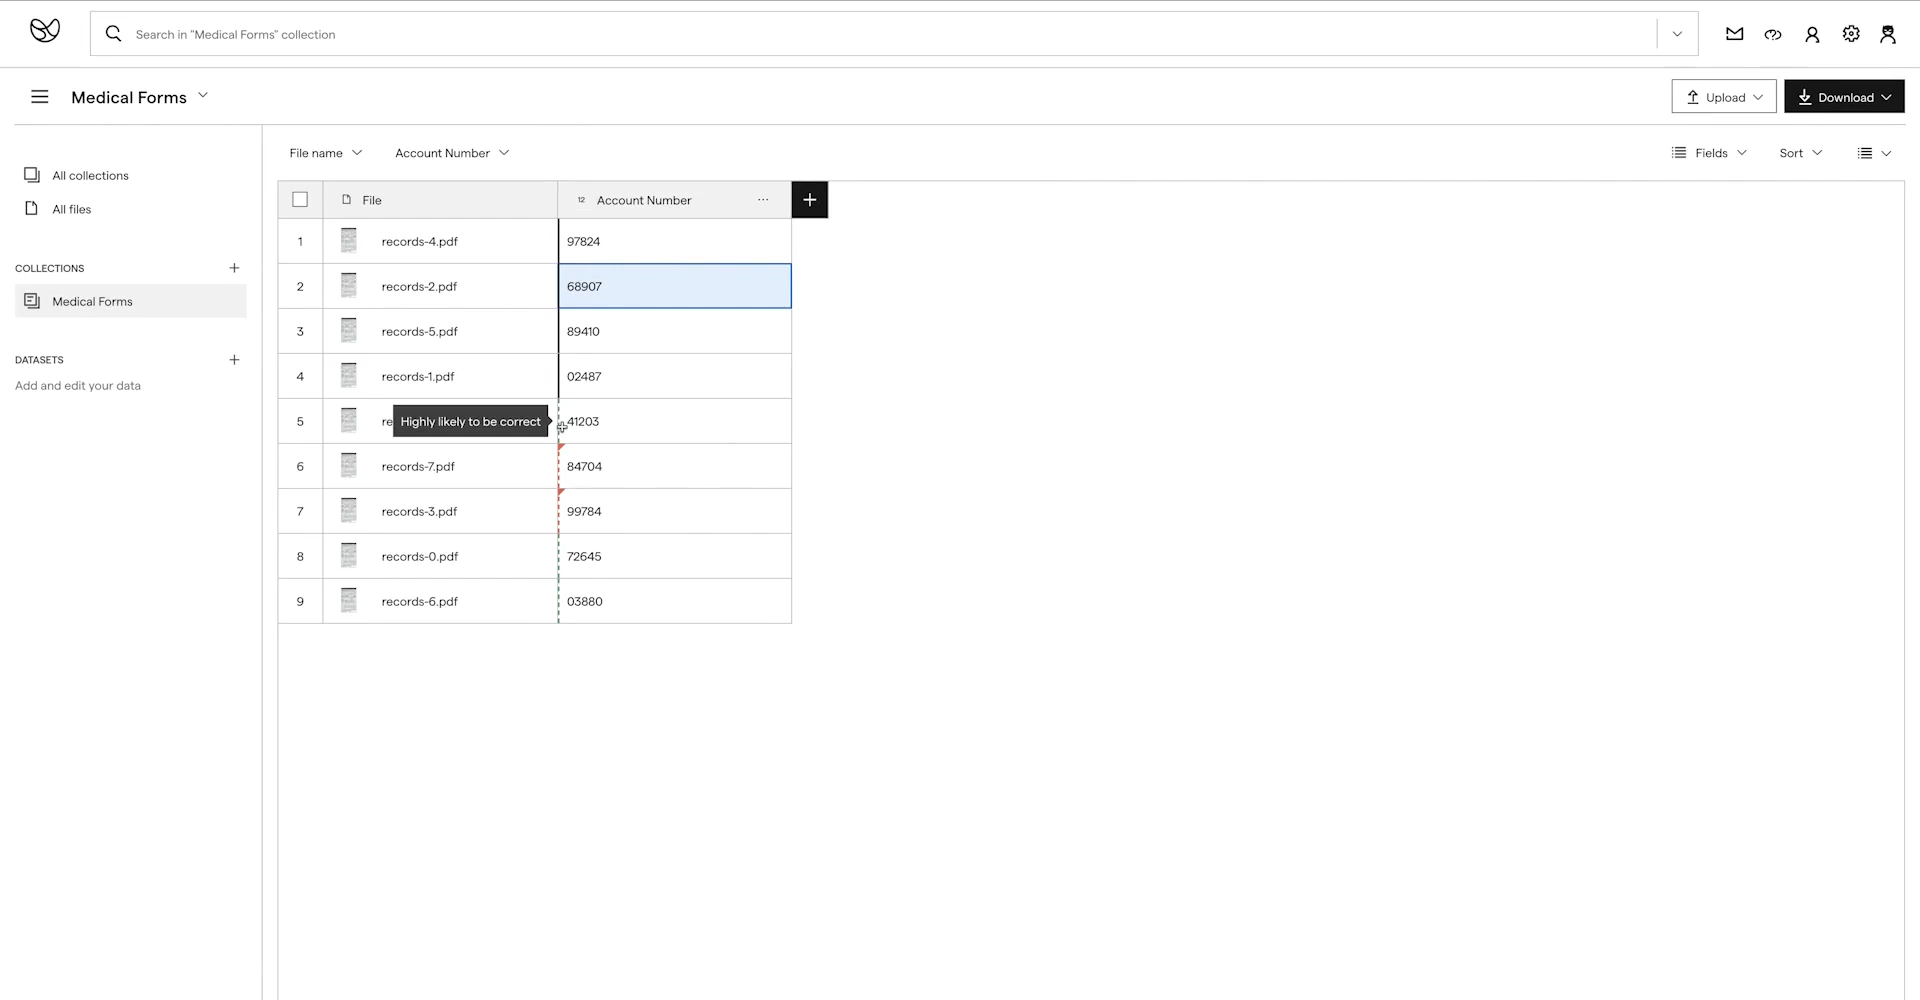 Search in "Medical Forms" collection
Medical Forms
Upload
Download
All collections
All files
COLLECTIONS
Medical Forms
DATASETS
Add and edit your data
File name
Account Number
Fields
Sort
File
12 Account Number
1 records-4.pdf 97824
2 records-2.pdf 68907
3 records-5.pdf 89410
4 records-1.pdf 02487
5 re Highly likely to be correct 41203
6 records-7.pdf 84704
7 records-3.pdf 99784
8 records-0.pdf 72645
9 records-6.pdf 03880